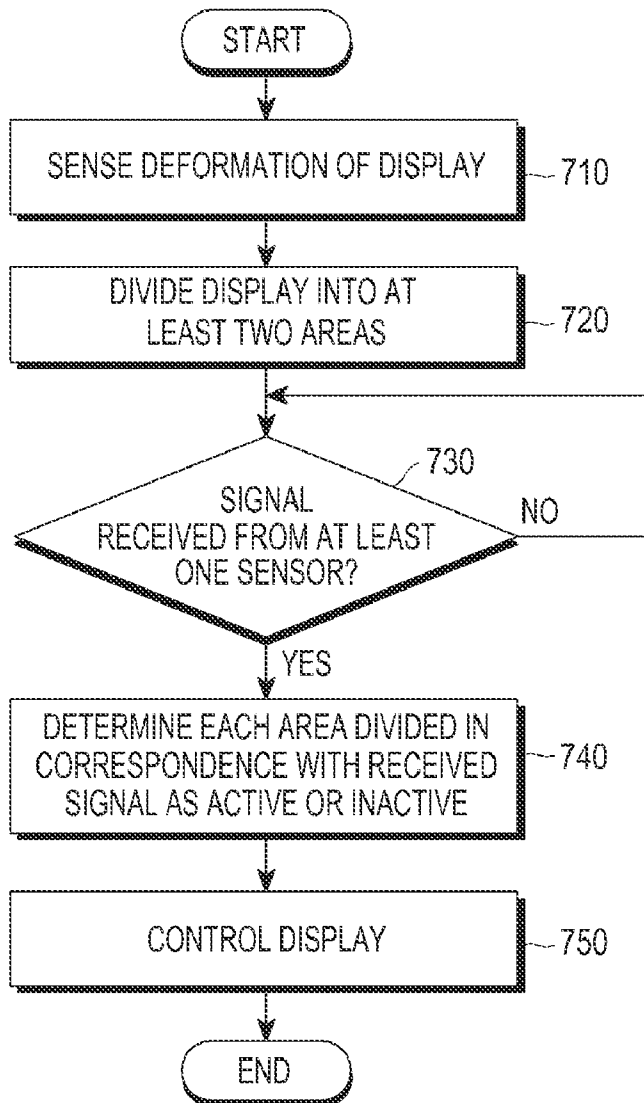 START
SENSE DEFORMATION OF DISPLAY
710
DIVIDE DISPLAY INTO AT
LEAST TWO AREAS
720
730
SIGNAL
RECEIVED FROM AT LEAST
ONE SENSOR?
NO
YES
DETERMINE EACH AREA DIVIDED IN
CORRESPONDENCE WITH RECEIVED
SIGNAL AS ACTIVE OR INACTIVE
740
CONTROL DISPLAY
750
END